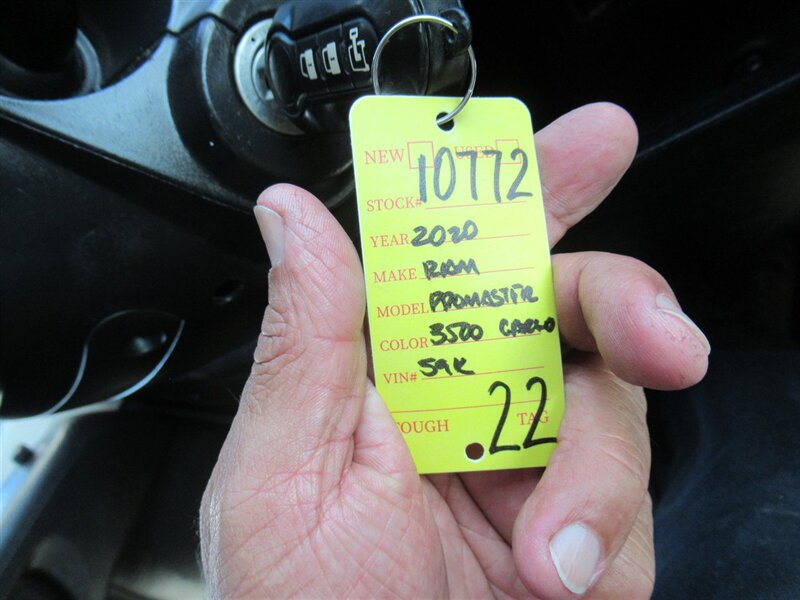 NEW USED
10772
STOCK#
YEAR 2020
MAKE RAM
MODEL PROMASTER
COLOR 3500 CARGO
VIN# 59K
.22
TOUGH TAG